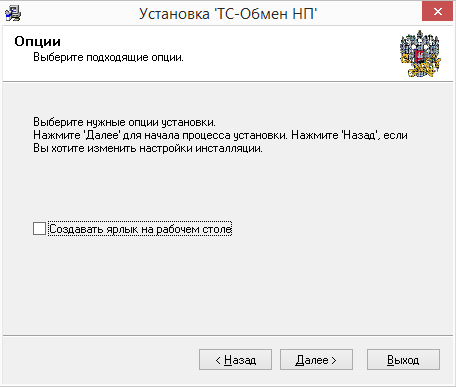 Установка 'ТС-Обмен НП'
Опции
Выберите подходящие опции.
Выберите нужные опции установки.
Нажмите 'Далее' для начала процесса установки. Нажмите 'Назад', если
Вы хотите изменить настройки инсталляции.
Создавать ярлык на рабочем столе
< Назад
Далее >
Выход